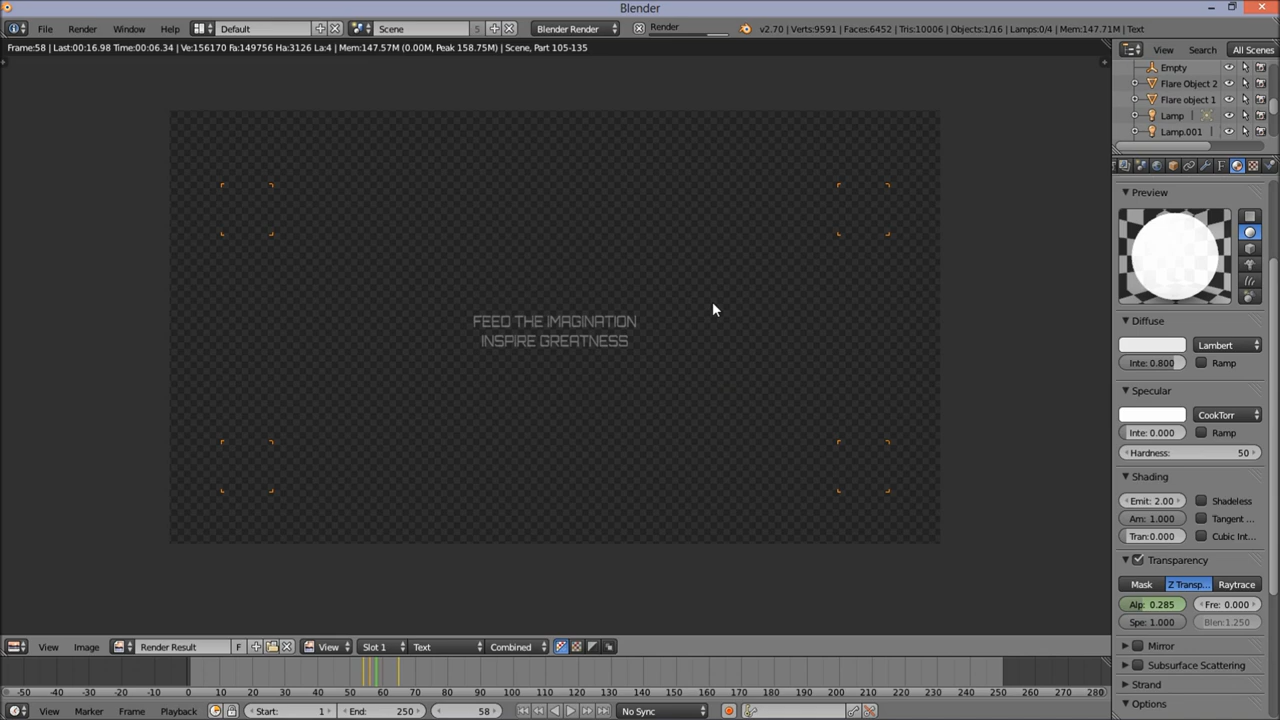 Blender
File Render Window Help Default Scene 5 Blender Render Render v2.70 | Verts:9591 | Faces:6452 | Tris:10006 | Objects:1/16 | Lamps:0/4 | Mem:147.71M | Text
Frame:58 | Last:00:16.98 Time:00:06.34 | Ve:156170 Fa:149756 Ha:3126 La:4 | Mem:147.57M (0.00M, Peak 158.75M) | Scene, Part 105-135
View Search All Scenes
Empty
Flare Object 2
Flare object 1
Lamp
Lamp.001
F
Preview
Diffuse
Lambert
Inte: 0.800 Ramp
Specular
CookTorr
Inte: 0.000 Ramp
Hardness: 50
Shading
Emit: 2.00 Shadeless
Am: 1.000 Tangent ...
Tran:0.000 Cubic Int...
Transparency
Mask Z Transp... Raytrace
Alp: 0.285 Fre: 0.000
Spe: 1.000 Blen:1.250
Mirror
Subsurface Scattering
Strand
Options
FEED THE IMAGINATION
INSPIRE GREATNESS
View Image Render Result F View Slot 1 Text Combined
-50 -40 -30 -20 -10 0 10 20 30 40 50 60 70 80 90 100 110 120 130 140 150 160 170 180 190 200 210 220 230 240 250 260 270 280
View Marker Frame Playback Start: 1 End: 250 58 No Sync